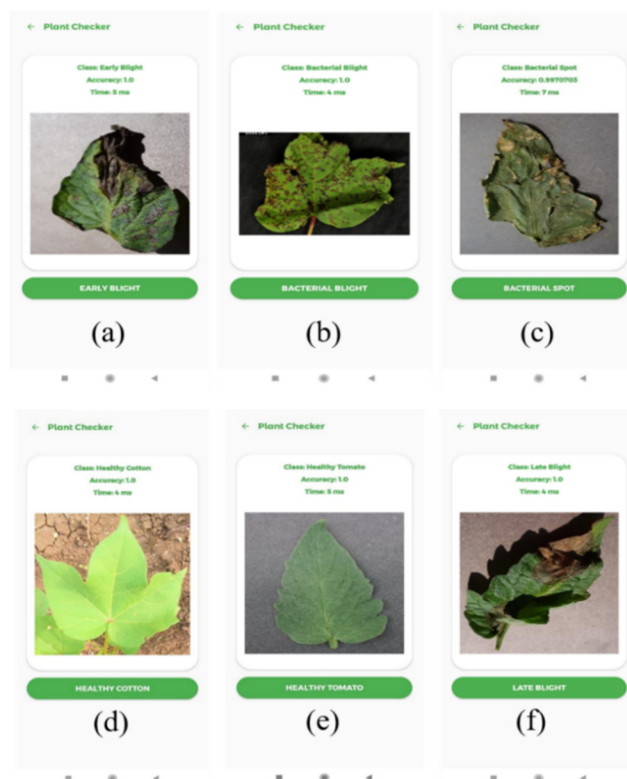 ← Plant Checker
Class: Early Blight
Accuracy: 1.0
Time: 5 ms
EARLY BLIGHT
(a)
← Plant Checker
Class: Bacterial Blight
Accuracy: 1.0
Time: 4 ms
BACTERIAL BLIGHT
(b)
← Plant Checker
Class: Bacterial Spot
Accuracy: 0.9970703
Time: 7 ms
BACTERIAL SPOT
(c)
← Plant Checker
Class: Healthy Cotton
Accuracy: 1.0
Time: 4 ms
HEALTHY COTTON
(d)
← Plant Checker
Class: Healthy Tomato
Accuracy: 1.0
Time: 5 ms
HEALTHY TOMATO
(e)
← Plant Checker
Class: Late Blight
Accuracy: 1.0
Time: 4 ms
LATE BLIGHT
(f)